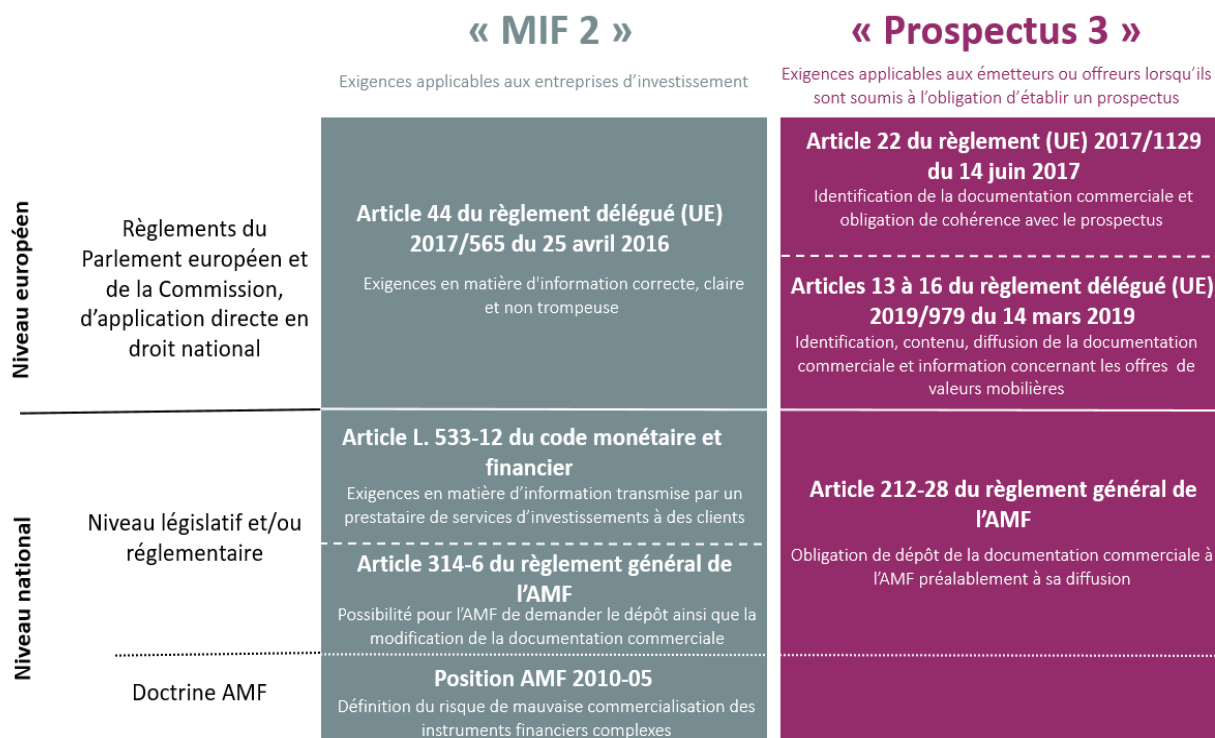 « MIF 2 »
Exigences applicables aux entreprises d’investissement
« Prospectus 3 »
Exigences applicables aux émetteurs ou offreurs lorsqu’ils
sont soumis à l’obligation d’établir un prospectus
Niveau européen
Règlements du
Parlement européen et
de la Commission,
d’application directe en
droit national
Article 44 du règlement délégué (UE)
2017/565 du 25 avril 2016
Exigences en matière d'information correcte, claire
et non trompeuse
Article 22 du règlement (UE) 2017/1129
du 14 juin 2017
Identification de la documentation commerciale et
obligation de cohérence avec le prospectus
Articles 13 à 16 du règlement délégué (UE)
2019/979 du 14 mars 2019
Identification, contenu, diffusion de la documentation
commerciale et information concernant les offres de
valeurs mobilières
Niveau national
Niveau législatif et/ou
réglementaire
Article L. 533-12 du code monétaire et
financier
Exigences en matière d’information transmise par un
prestataire de services d’investissements à des clients
Article 314-6 du règlement général de
l’AMF
Possibilité pour l’AMF de demander le dépôt ainsi que la
modification de la documentation commerciale
Article 212-28 du règlement général de
l’AMF
Obligation de dépôt de la documentation commerciale à
l’AMF préalablement à sa diffusion
Doctrine AMF
Position AMF 2010-05
Définition du risque de mauvaise commercialisation des
instruments financiers complexes